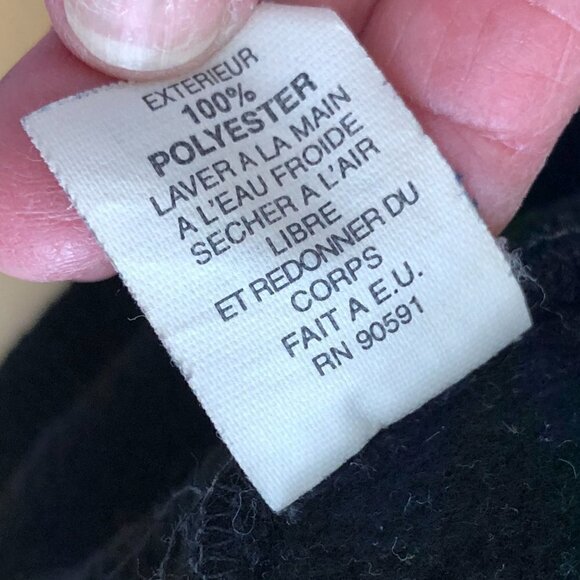 EXTERIEUR
100%
POLYESTER
LAVER A LA MAIN
A L'EAU FROIDE
SECHER A L'AIR
LIBRE
ET REDONNER DU
CORPS
FAIT A E.U.
RN 90591